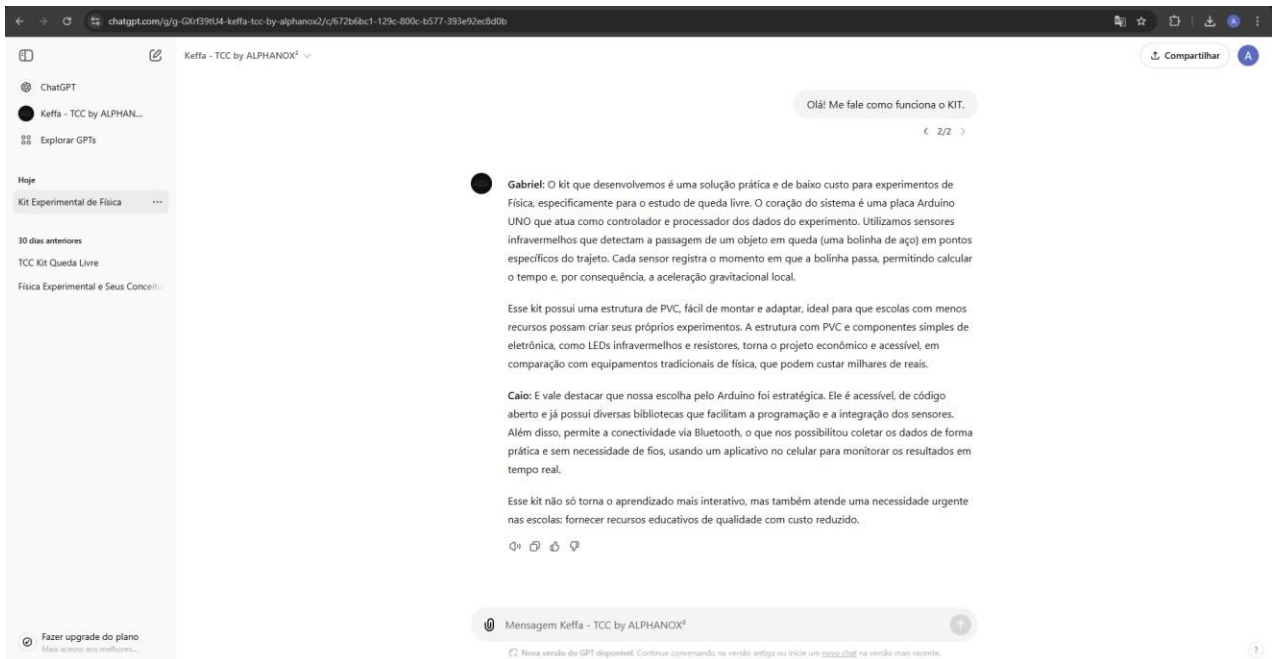 chatgpt.com/g/g-GXrf39tU4-keffa-tcc-by-alphanox2/c/672b6bc1-129c-800c-b577-393e92ec8d0b
Keffa - TCC by ALPHANOX²
Compartilhar
A
ChatGPT
Keffa - TCC by ALPHAN...
Explorar GPTs
Hoje
Kit Experimental de Física
30 dias anteriores
TCC Kit Queda Livre
Física Experimental e Seus Conceito
Olá! Me fale como funciona o KIT.
2/2
Gabriel: O kit que desenvolvemos é uma solução prática e de baixo custo para experimentos de
Física, especificamente para o estudo de queda livre. O coração do sistema é uma placa Arduino
UNO que atua como controlador e processador dos dados do experimento. Utilizamos sensores
infravermelhos que detectam a passagem de um objeto em queda (uma bolinha de aço) em pontos
específicos do trajeto. Cada sensor registra o momento em que a bolinha passa, permitindo calcular
o tempo e, por consequência, a aceleração gravitacional local.
Esse kit possui uma estrutura de PVC, fácil de montar e adaptar, ideal para que escolas com menos
recursos possam criar seus próprios experimentos. A estrutura com PVC e componentes simples de
eletrônica, como LEDs infravermelhos e resistores, torna o projeto econômico e acessível, em
comparação com equipamentos tradicionais de física, que podem custar milhares de reais.
Caio: E vale destacar que nossa escolha pelo Arduino foi estratégica. Ele é acessível, de código
aberto e já possui diversas bibliotecas que facilitam a programação e a integração dos sensores.
Além disso, permite a conectividade via Bluetooth, o que nos possibilitou coletar os dados de forma
prática e sem necessidade de fios, usando um aplicativo no celular para monitorar os resultados em
tempo real.
Esse kit não só torna o aprendizado mais interativo, mas também atende uma necessidade urgente
nas escolas: fornecer recursos educativos de qualidade com custo reduzido.
Mensagem Keffa - TCC by ALPHANOX²
Nova versão do GPT disponível. Continue conversando na versão antiga ou inicie um novo chat na versão mais recente.
Fazer upgrade do plano
Mais acesso aos melhores...
?